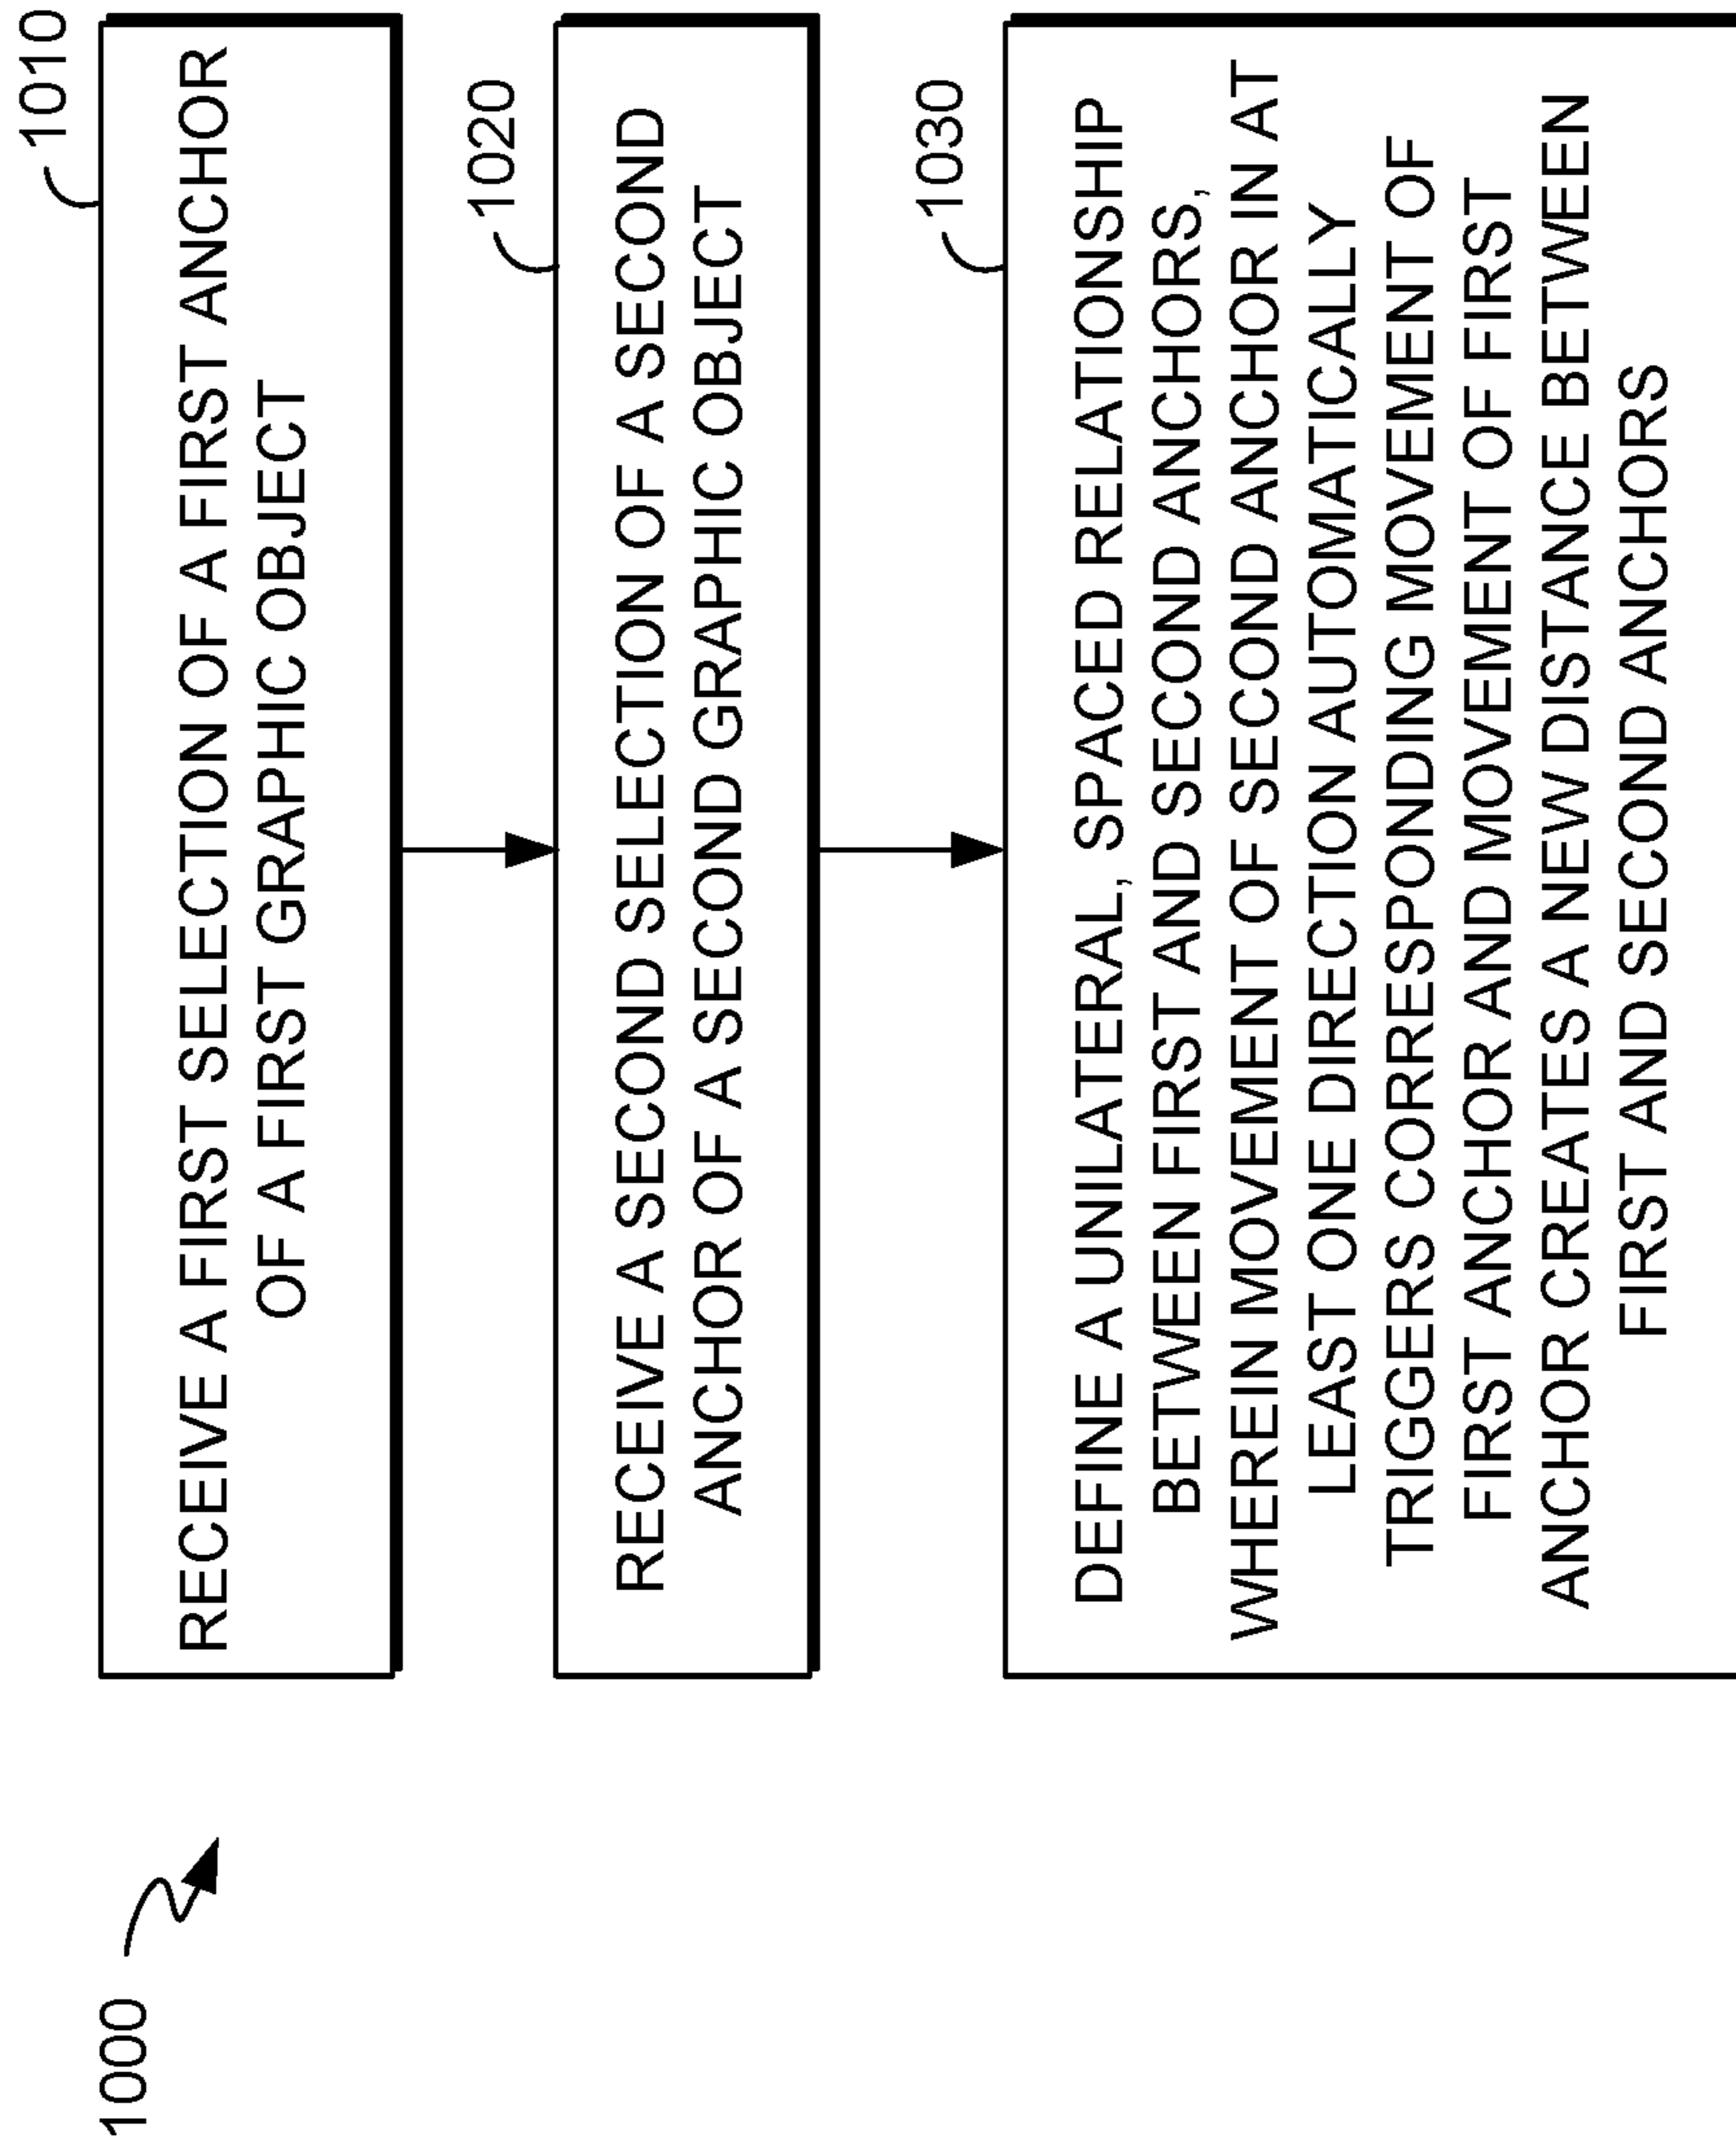 1000
1010
RECEIVE A FIRST SELECTION OF A FIRST ANCHOR
OF A FIRST GRAPHIC OBJECT
1020
RECEIVE A SECOND SELECTION OF A SECOND
ANCHOR OF A SECOND GRAPHIC OBJECT
1030
DEFINE A UNILATERAL, SPACED RELATIONSHIP
BETWEEN FIRST AND SECOND ANCHORS,
WHEREIN MOVEMENT OF SECOND ANCHOR IN AT
LEAST ONE DIRECTION AUTOMATICALLY
TRIGGERS CORRESPONDING MOVEMENT OF
FIRST ANCHOR AND MOVEMENT OF FIRST
ANCHOR CREATES A NEW DISTANCE BETWEEN
FIRST AND SECOND ANCHORS